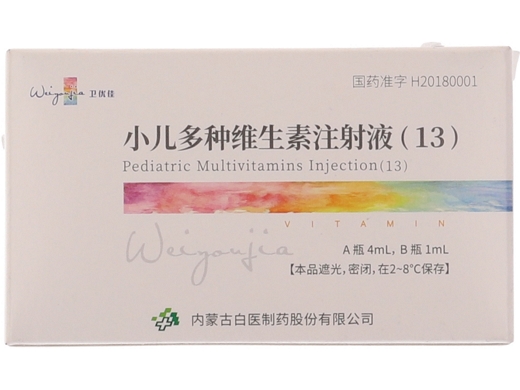 Weiyoujia 卫优佳
国药准字 H20180001
小儿多种维生素注射液(13)
Pediatric Multivitamins Injection(13)
VITAMIN
Weiyoujia
A 瓶 4mL, B 瓶 1mL
【本品遮光,密闭,在2~8℃保存】
内蒙古白医制药股份有限公司